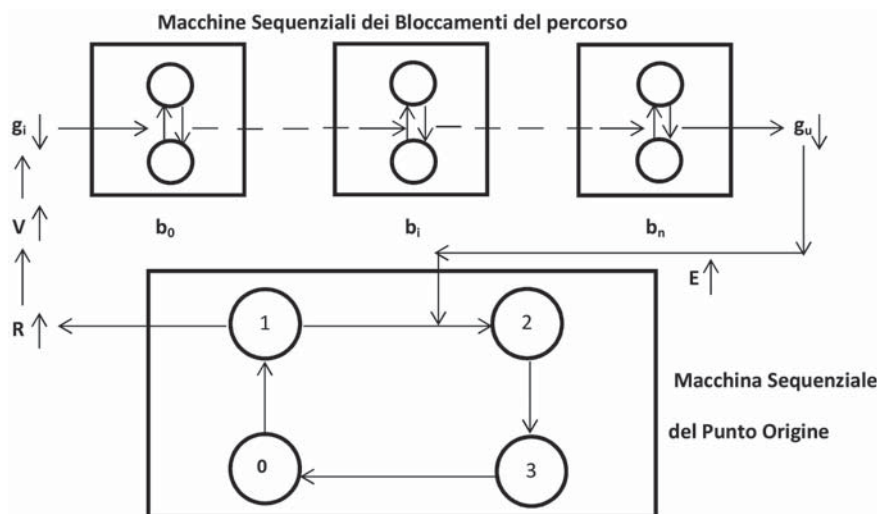 Macchine Sequenziali dei Bloccamenti del percorso
gᵢ ↓
gᵤ ↓
V ↑
b₀
bᵢ
bₙ
E ↑
R ↑
1
2
Macchina Sequenziale
del Punto Origine
0
3